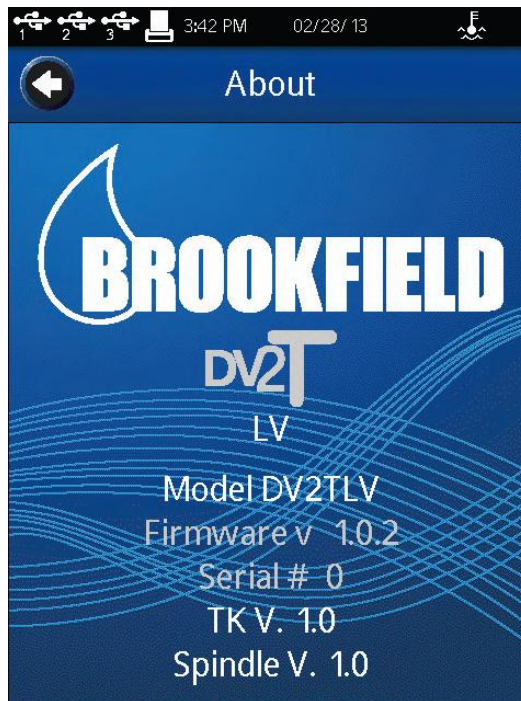 1 2 3 3:42 PM 02/28/13 E
About
BROOKFIELD
DV2T
LV
Model DV2TLV
Firmware v 1.0.2
Serial # 0
TK V. 1.0
Spindle V. 1.0